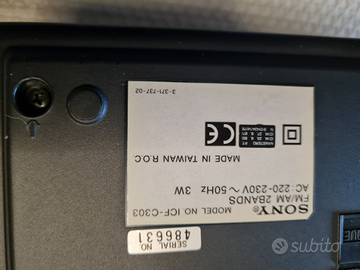 SONY
MODEL NO. ICF-C303
FM/AM 2BANDS
AC:220-230V ~ 50Hz 3W
MADE IN TAIWAN R.O.C.
CE
3-371-737-02
SERIAL NO.
486631
subito